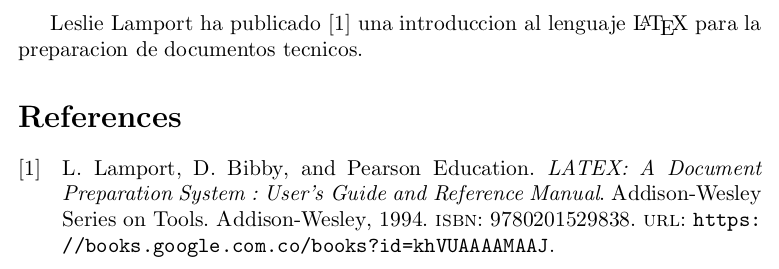 Leslie Lamport ha publicado [1] una introduccion al lenguaje LATEX para la
preparacion de documentos tecnicos.
References
[1] L. Lamport, D. Bibby, and Pearson Education. LATEX: A Document
Preparation System : User's Guide and Reference Manual. Addison-Wesley
Series on Tools. Addison-Wesley, 1994. ISBN: 9780201529838. URL: https:
//books.google.com.co/books?id=khVUAAAAMAAJ.